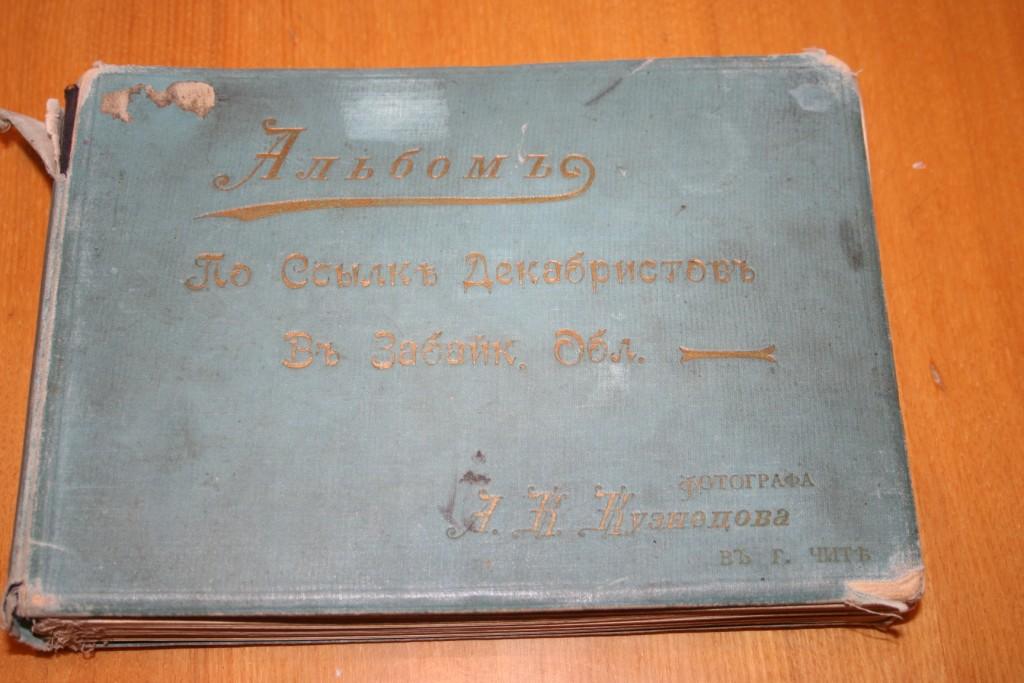 Альбомъ
По Ссылкѣ Декабристовъ
Въ Забайк. Обл.
ФОТОГРАФА
А. К. Кузнецова
ВЪ Г. ЧИТѢ